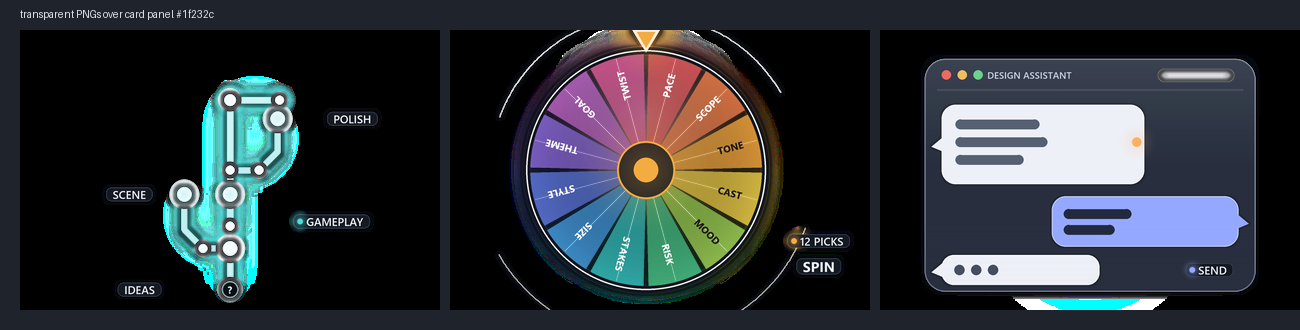 transparent PNGs over card panel #1f232c
POLISH
SCENE
GAMEPLAY
IDEAS
?
TWIST
PACE
SCOPE
TONE
CAST
MOOD
RISK
STAKES
SIZE
STYLE
THEME
GOAL
12 PICKS
SPIN
DESIGN ASSISTANT
SEND